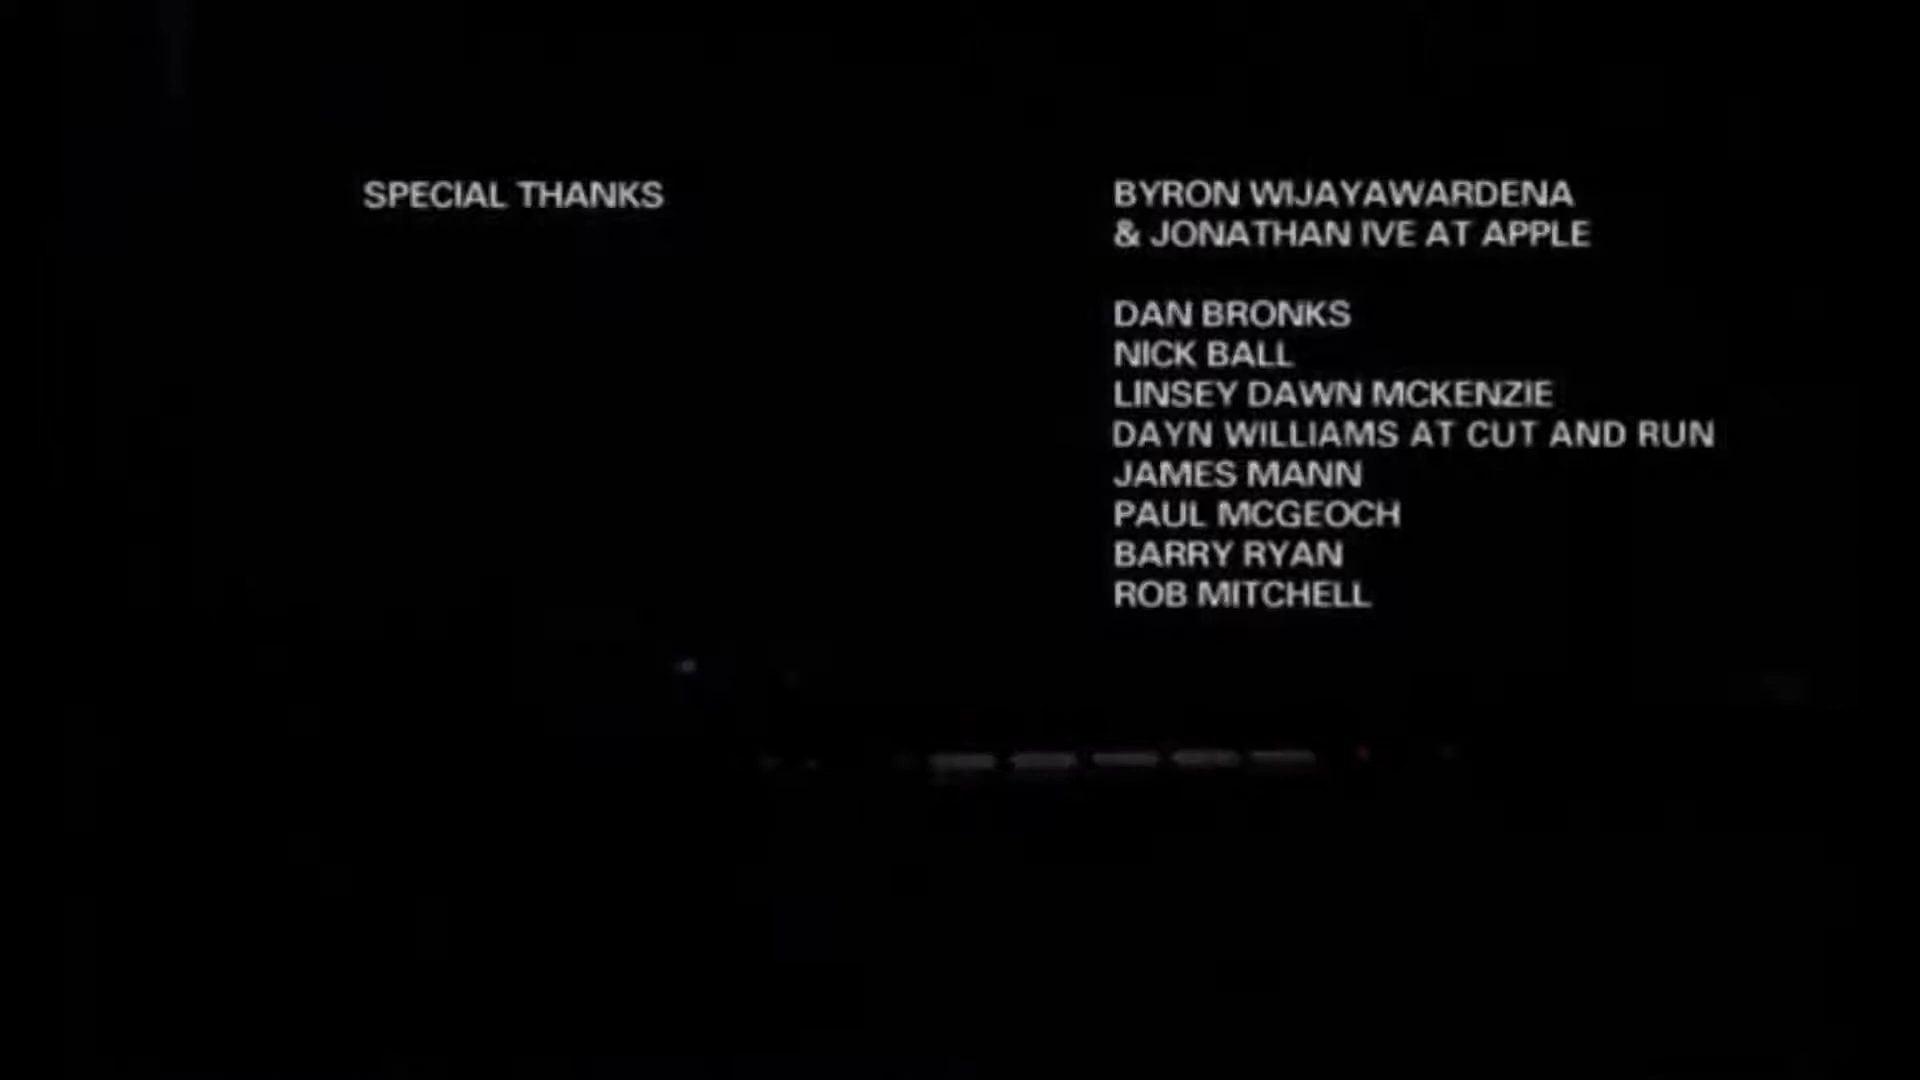 SPECIAL THANKS
BYRON WIJAYAWARDENA
& JONATHAN IVE AT APPLE
DAN BRONKS
NICK BALL
LINSEY DAWN MCKENZIE
DAYN WILLIAMS AT CUT AND RUN
JAMES MANN
PAUL MCGEOCH
BARRY RYAN
ROB MITCHELL